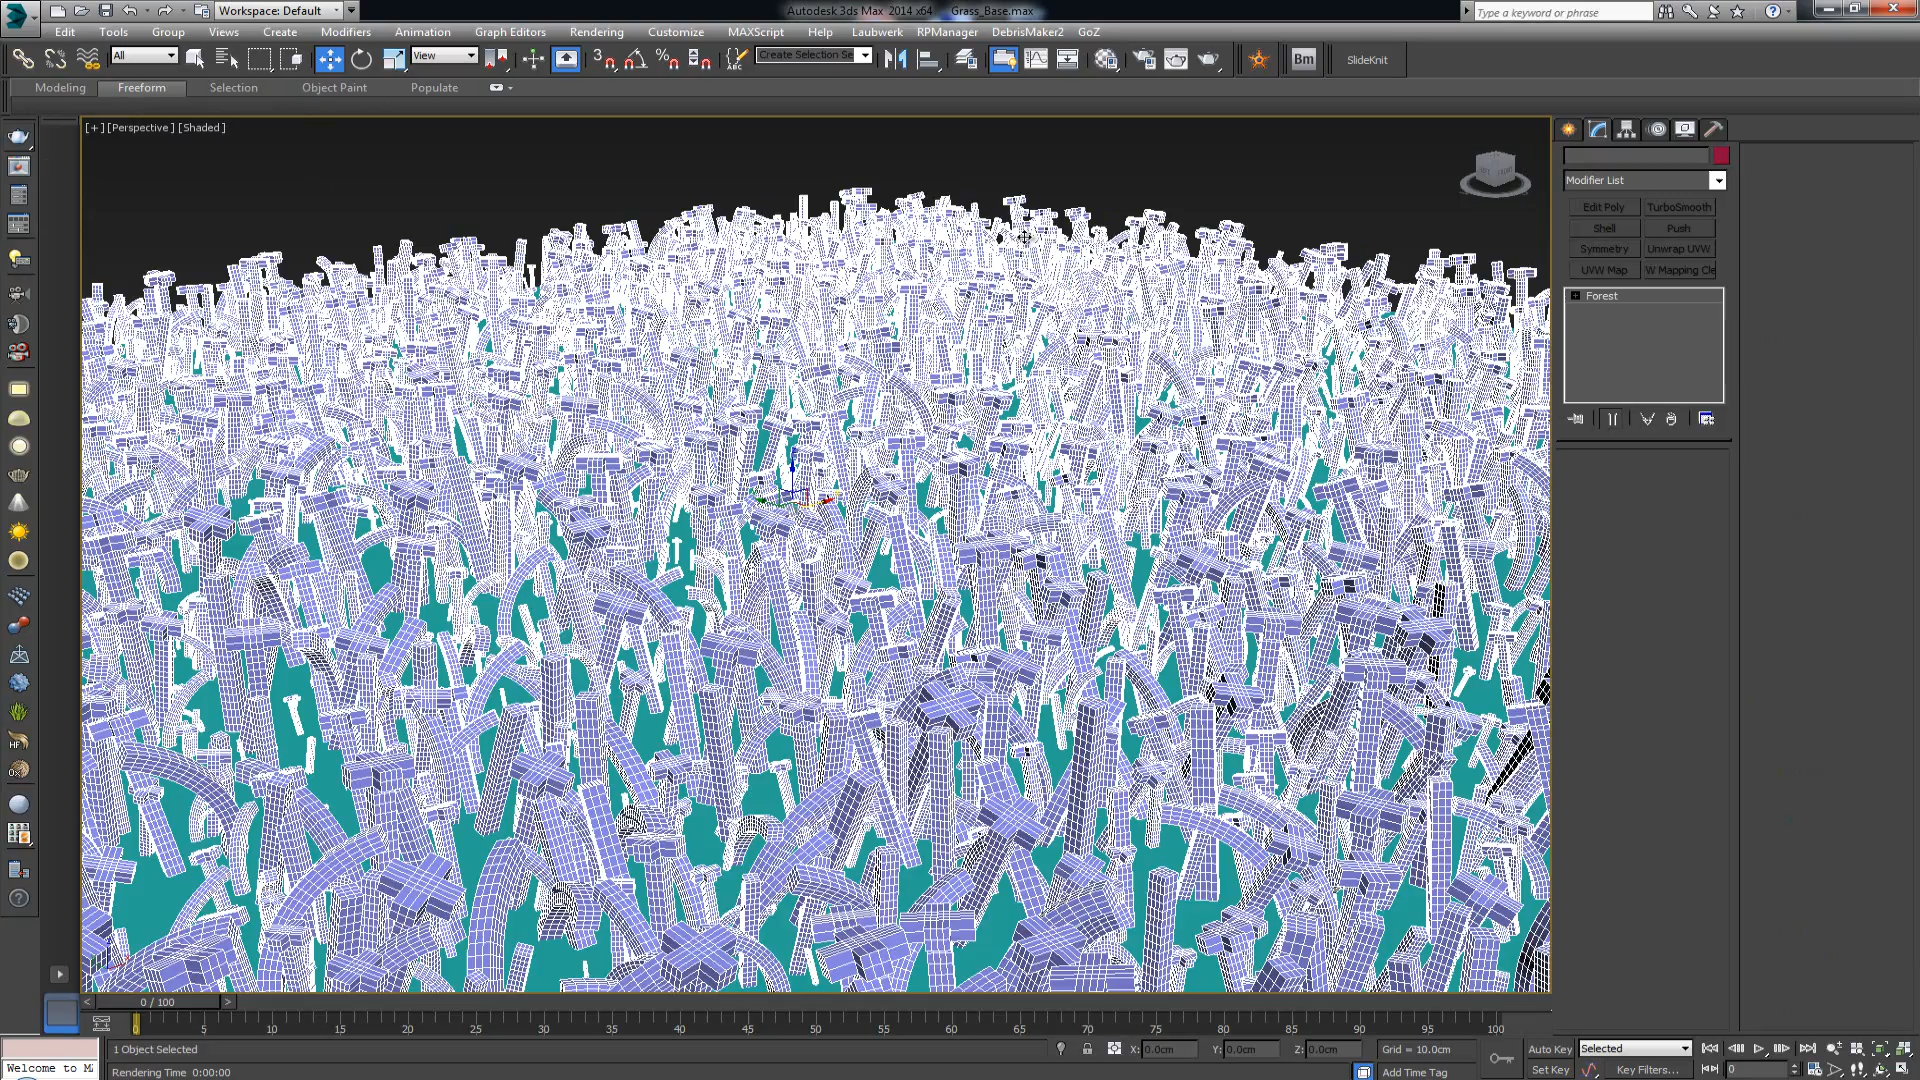 Workspace: Default
Autodesk 3ds Max 2014 x64 Grass_Base.max
Type a keyword or phrase
Edit Tools Group Views Create Modifiers Animation Graph Editors Rendering Customize MAXScript Help Laubwerk RPManager DebrisMaker2 GoZ
All View Create Selection Se Bm SlideKnit
Modeling Freeform Selection Object Paint Populate
[+] [Perspective] [Shaded]
Modifier List
Edit Poly TurboSmooth
Shell Push
Symmetry Unwrap UVW
UVW Map W Mapping Cle
Forest
HF
0 / 100
0 5 10 15 20 25 30 35 40 45 50 55 60 65 70 75 80 85 90 95 100
1 Object Selected X: 0.0cm Y: 0.0cm Z: 0.0cm Grid = 10.0cm Auto Key Selected
Welcome to MA Rendering Time 0:00:00 Add Time Tag Set Key Key Filters... 0